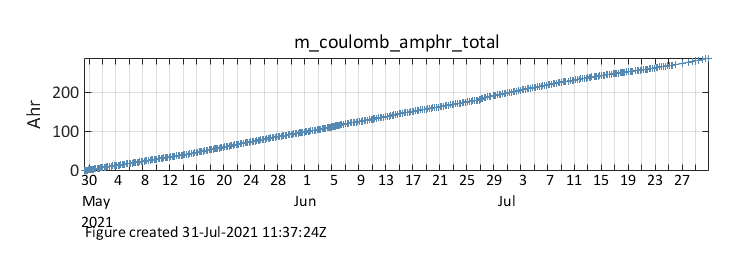 m_coulomb_amphr_total
Ahr
200
100
0
30 4 8 12 16 20 24 28 1 5 9 13 17 21 25 29 3 7 11 15 19 23 27
May Jun Jul
2021
Figure created 31-Jul-2021 11:37:24Z